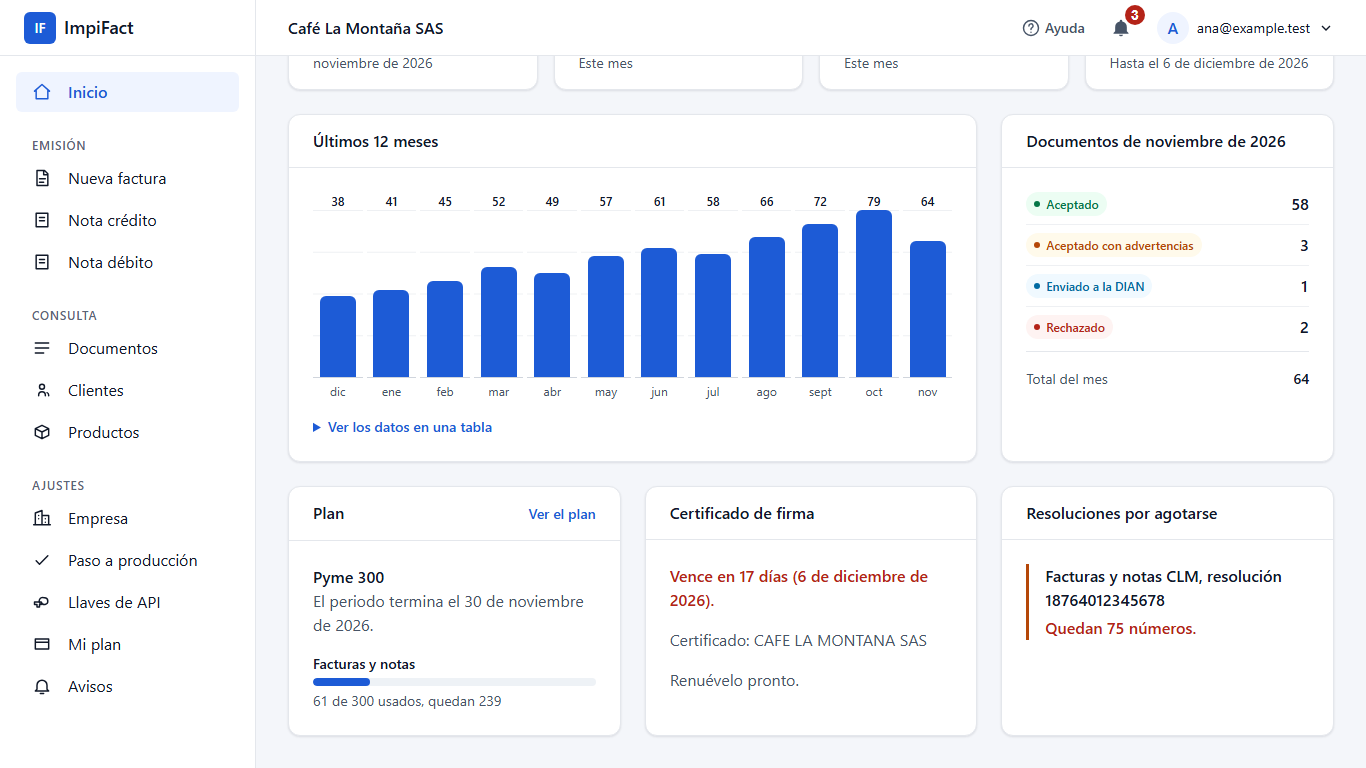 IF ImpiFact
Café La Montaña SAS
Ayuda
3
A
ana@example.test
noviembre de 2026
Este mes
Este mes
Hasta el 6 de diciembre de 2026
Inicio
EMISIÓN
Nueva factura
Nota crédito
Nota débito
CONSULTA
Documentos
Clientes
Productos
AJUSTES
Empresa
Paso a producción
Llaves de API
Mi plan
Avisos
Últimos 12 meses
38 41 45 52 49 57 61 58 66 72 79 64
dic ene feb mar abr may jun jul ago sept oct nov
Ver los datos en una tabla
Documentos de noviembre de 2026
Aceptado 58
Aceptado con advertencias 3
Enviado a la DIAN 1
Rechazado 2
Total del mes 64
Plan
Ver el plan
Pyme 300
El periodo termina el 30 de noviembre
de 2026.
Facturas y notas
61 de 300 usados, quedan 239
Certificado de firma
Vence en 17 días (6 de diciembre de
2026).
Certificado: CAFE LA MONTANA SAS
Renuévelo pronto.
Resoluciones por agotarse
Facturas y notas CLM, resolución
18764012345678
Quedan 75 números.